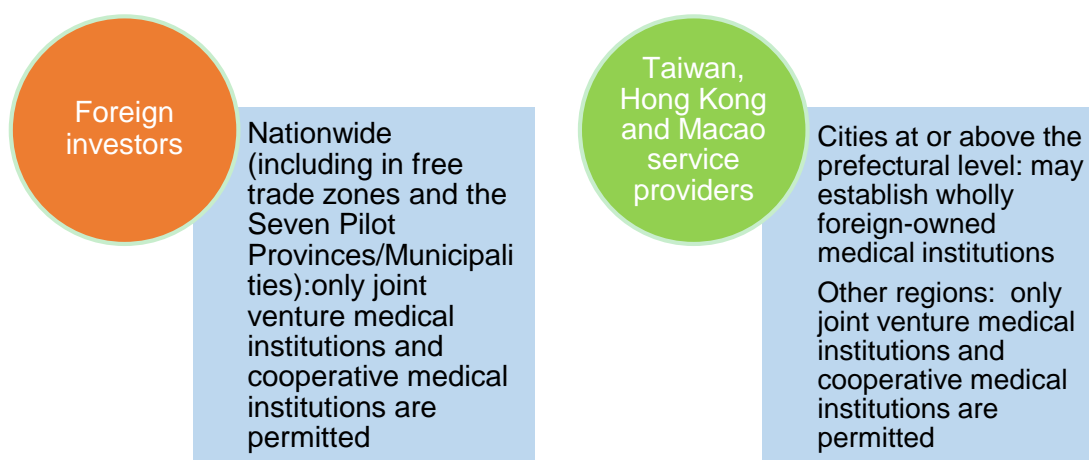 Foreign
investors
Nationwide
(including in free
trade zones and the
Seven Pilot
Provinces/Municipali
ties):only joint
venture medical
institutions and
cooperative medical
institutions are
permitted
Taiwan,
Hong Kong
and Macao
service
providers
Cities at or above the
prefectural level: may
establish wholly
foreign-owned
medical institutions
Other regions:  only
joint venture medical
institutions and
cooperative medical
institutions are
permitted